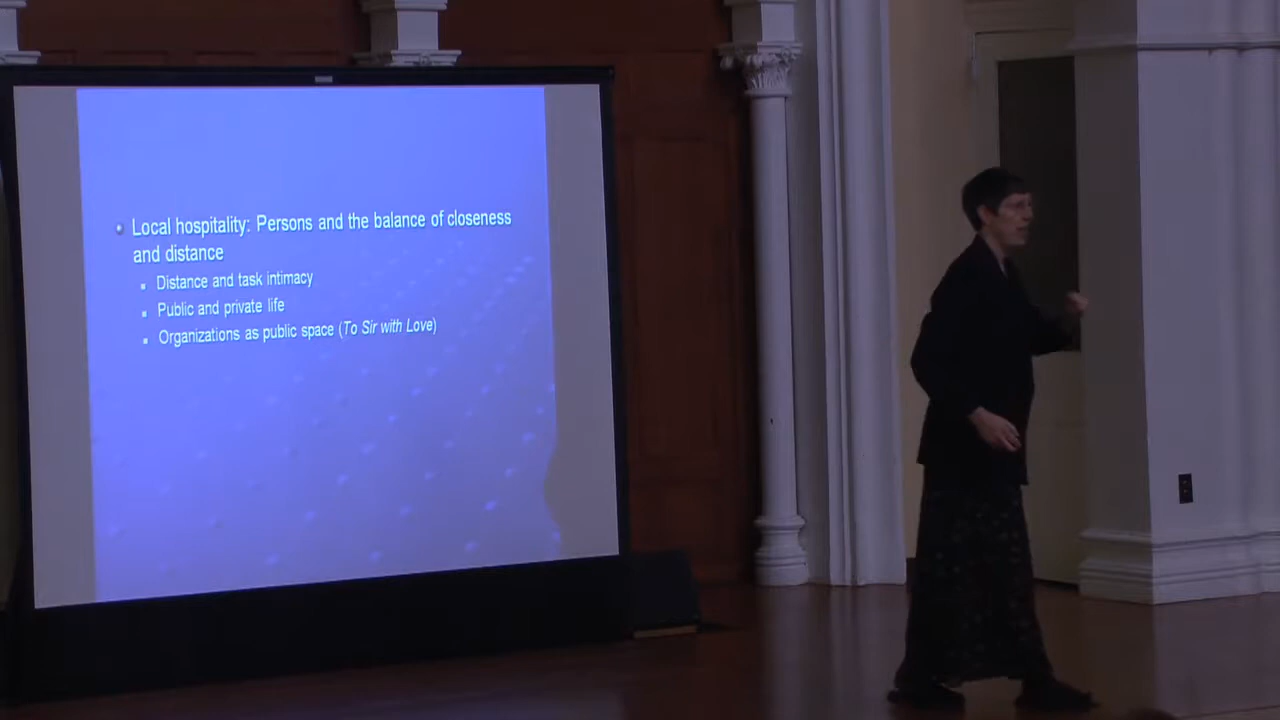 Local hospitality: Persons and the balance of closeness
and distance
Distance and task intimacy
Public and private life
Organizations as public space (To Sir with Love)